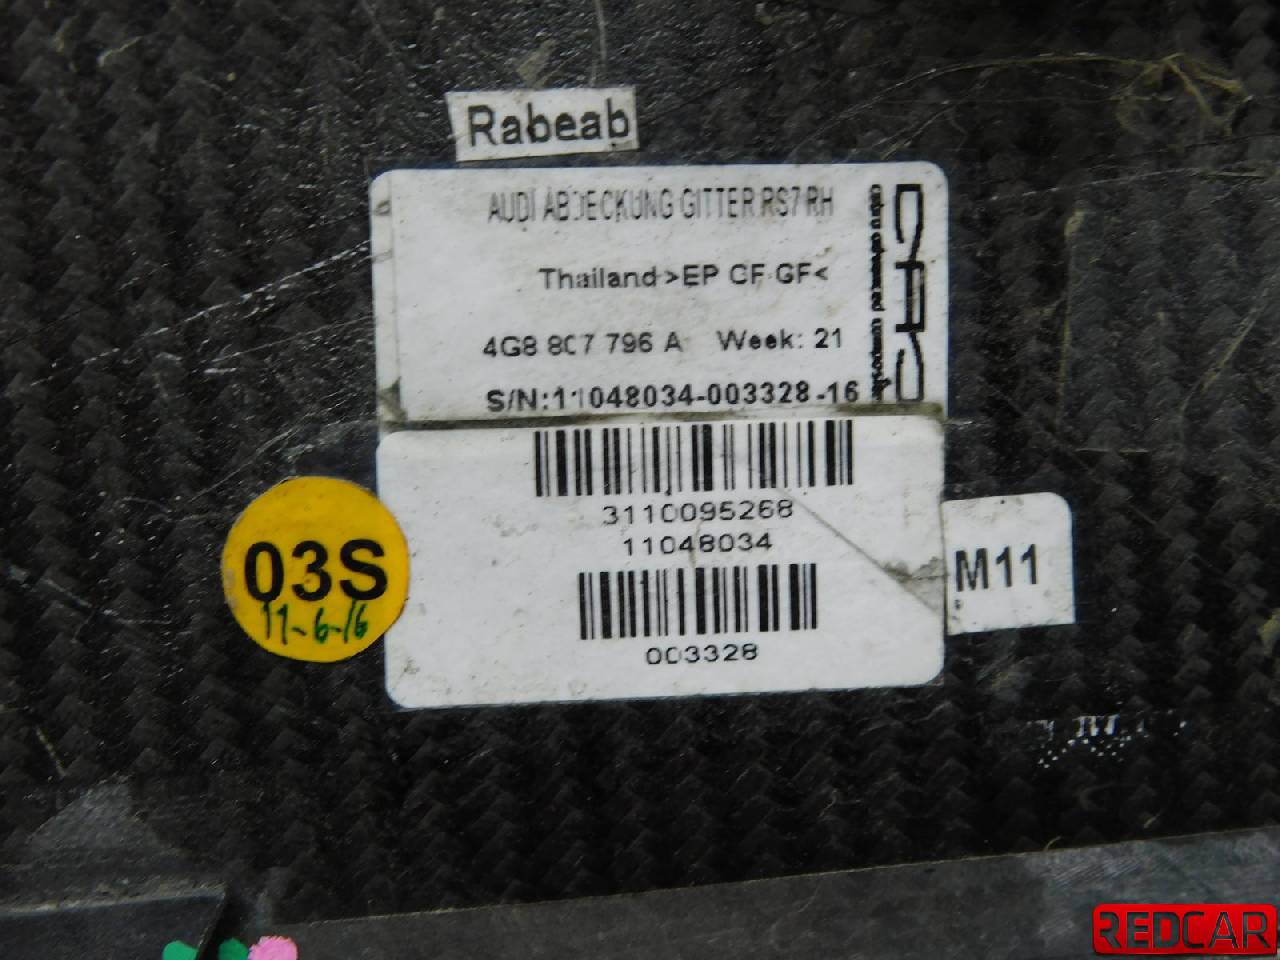 Rabeab
AUDI ABDECKUNG GITTER RS7 RH
Thailand >EP CF GF<
4G8 807 796 A Week: 21
S/N:11048034-003328-16
CAR
3110095268
11048034
003328
03S
11-6-16
M11
REDCAR